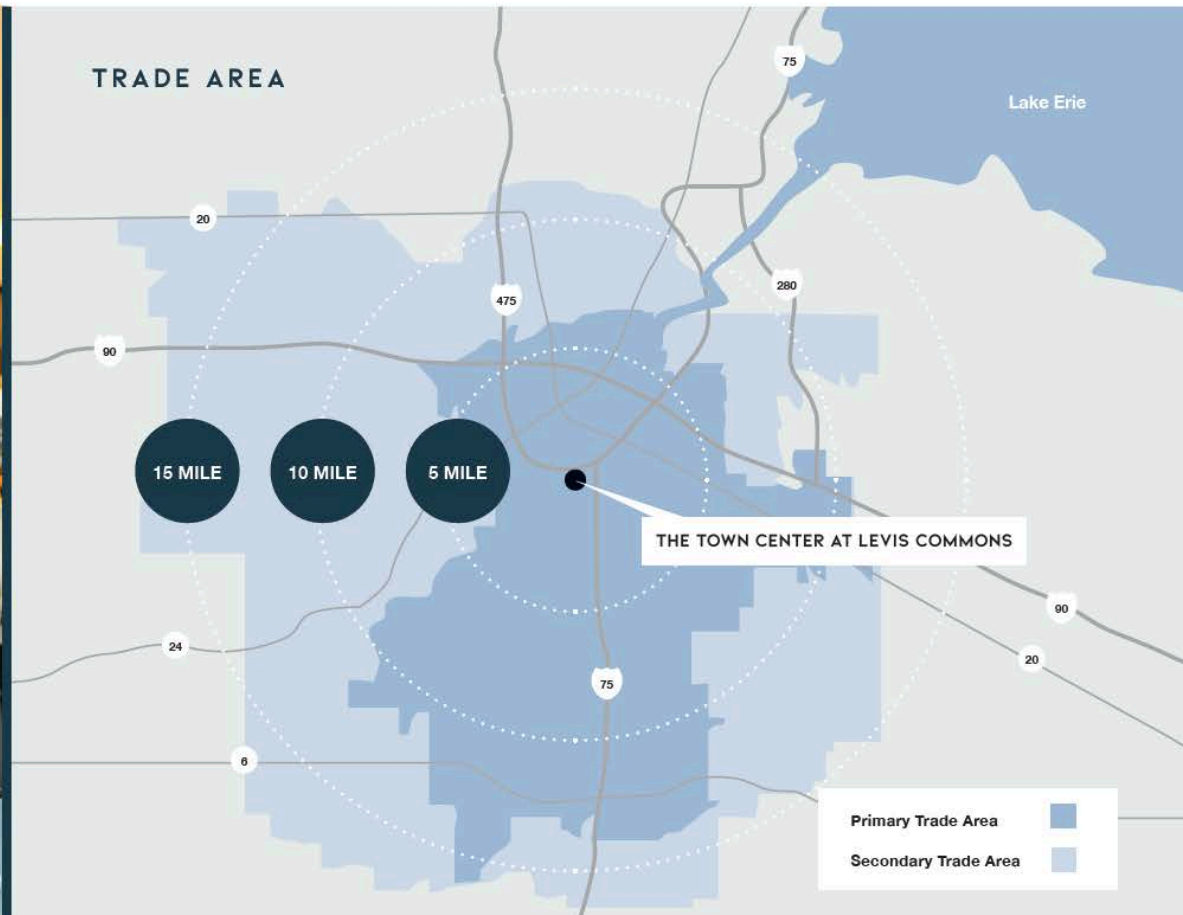 TRADE AREA
75
Lake Erie
20
280
475
90
15 MILE
10 MILE
5 MILE
THE TOWN CENTER AT LEVIS COMMONS
90
24
20
75
6
Primary Trade Area
Secondary Trade Area